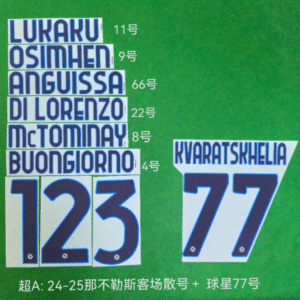 LUKAKU 11号
OSIMHEN 9号
ANGUISSA 66号
DI LORENZO 22号
McTOMINAY 8号
BUONGIORNO 4号
KVARATSKHELIA
123
77
超A: 24-25那不勒斯客场散号 + 球星77号